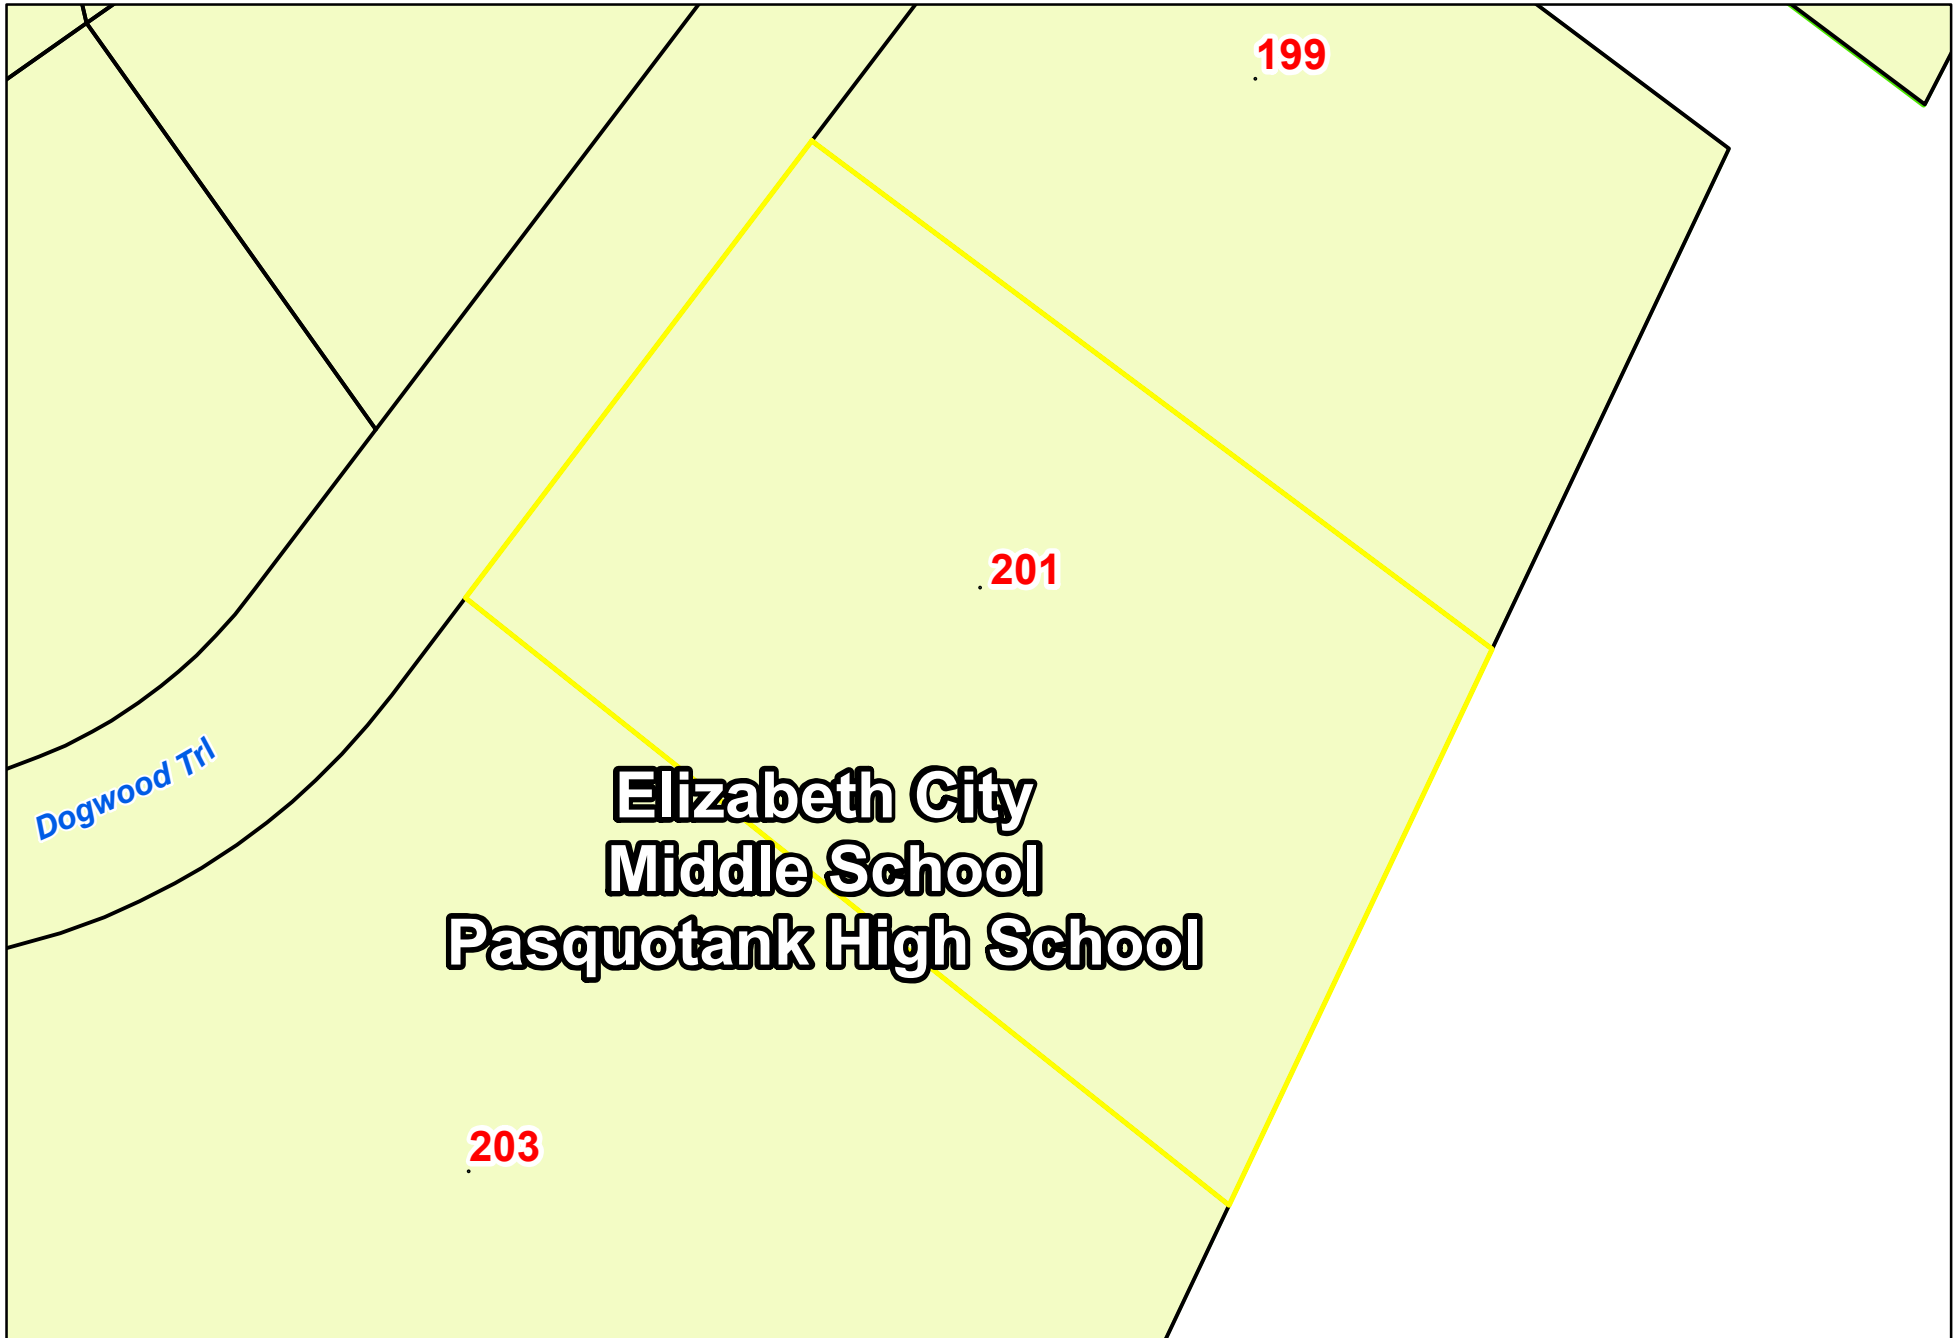 199
201
Dogwood Trl
Elizabeth City
Middle School
Pasquotank High School
203